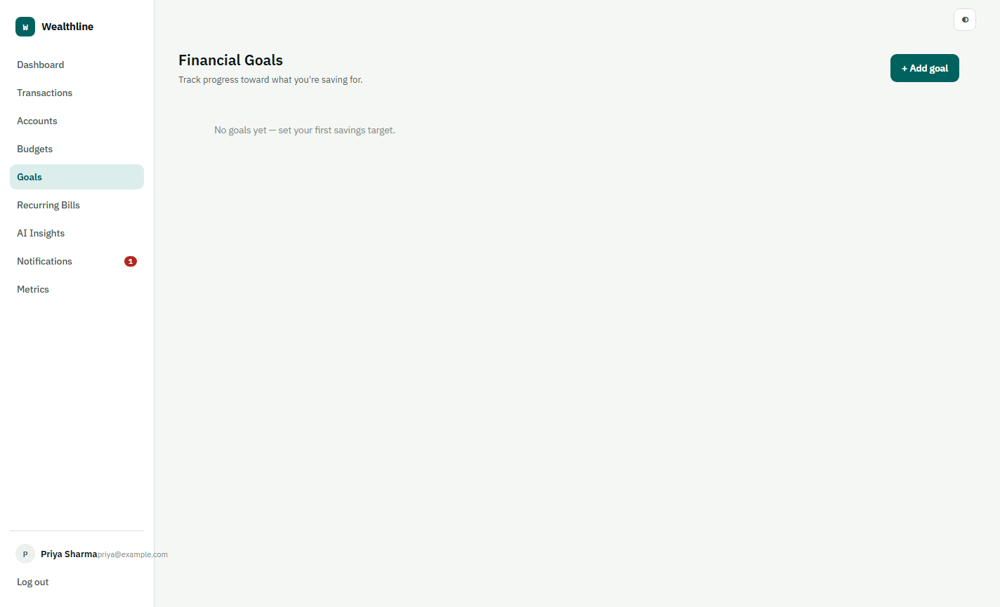 W
Wealthline
Dashboard
Transactions
Accounts
Budgets
Goals
Recurring Bills
AI Insights
Notifications 1
Metrics
P
Priya Sharmapriya@example.com
Log out
Financial Goals
Track progress toward what you're saving for.
+ Add goal
No goals yet — set your first savings target.